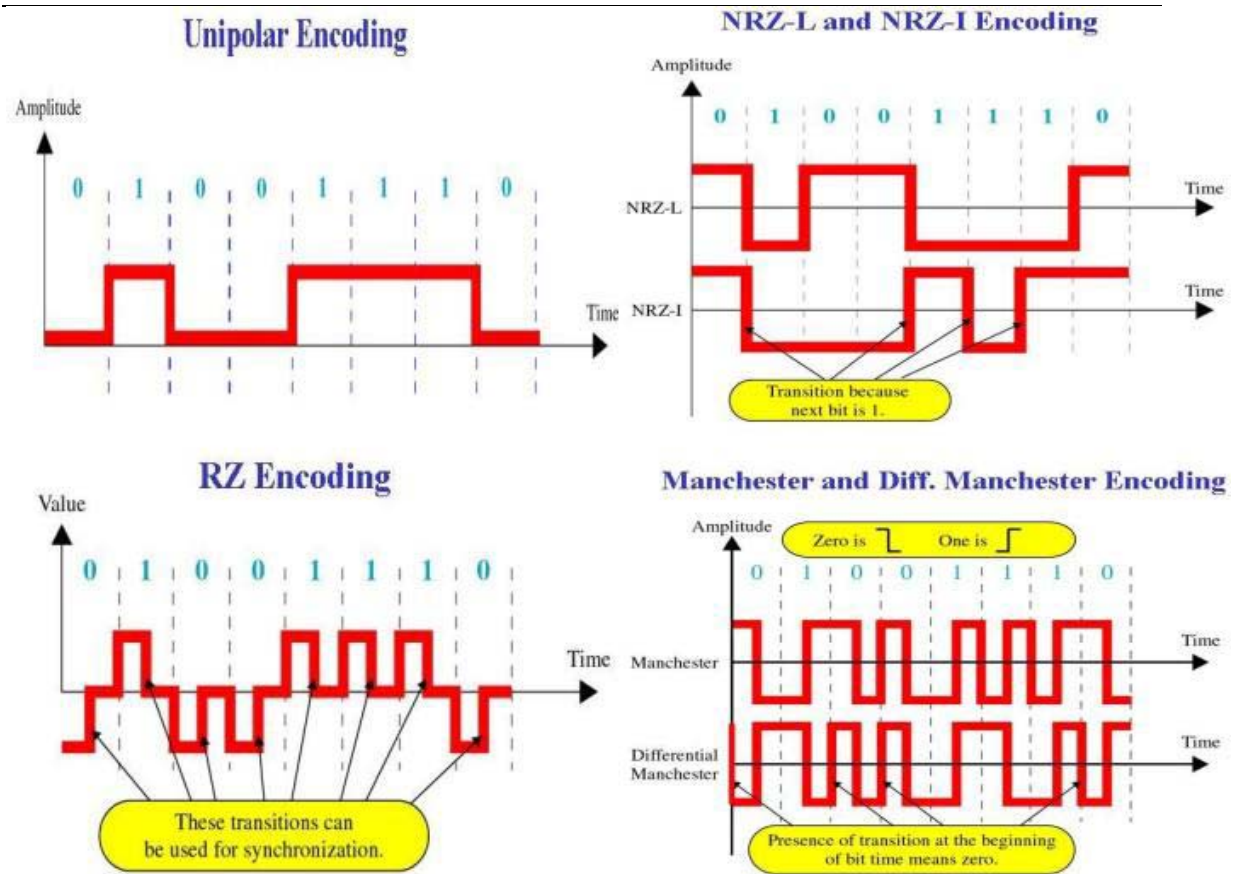 Unipolar Encoding
Amplitude
0 1 0 0 1 1 1 0
Time
NRZ-L and NRZ-I Encoding
Amplitude
0 1 0 0 1 1 1 0
Time
NRZ-L
Time
NRZ-I
Transition because
next bit is 1.
RZ Encoding
Value
0 1 0 0 1 1 1 0
Time
These transitions can
be used for synchronization.
Manchester and Diff. Manchester Encoding
Amplitude
Zero is One is
0 1 0 0 1 1 1 0
Time
Manchester
Time
Differential
Manchester
Presence of transition at the beginning
of bit time means zero.